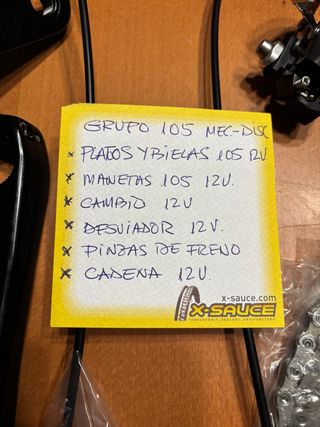 GRUPO 105 MEC-DISC
x PLATOS Y BIELAS 105 12V.
x MANETAS 105 12V.
x CAMBIO 12V
x DESVIADOR 12V.
x PINZAS DE FRENO
x CADENA 12V.
x-sauce.com
X-SAUCE